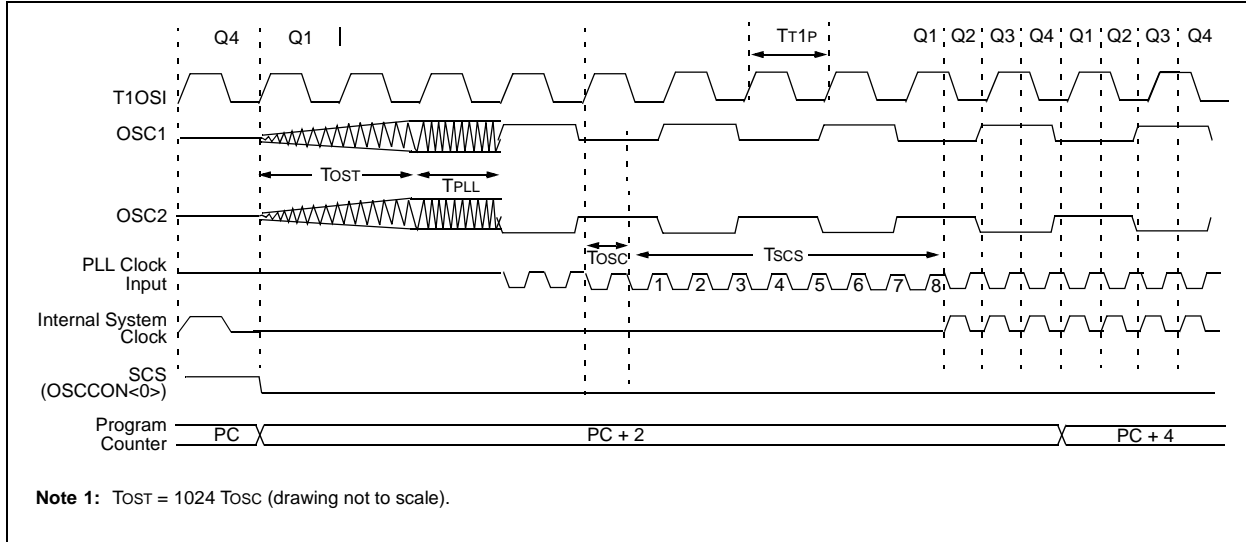 Q4 Q1 TT1P Q1 Q2 Q3 Q4 Q1 Q2 Q3 Q4
T1OSI
OSC1
TOST TPLL
OSC2
TOSC TSCS
PLL Clock
Input
1 2 3 4 5 6 7 8
Internal System
Clock
SCS
(OSCCON<0>)
Program
Counter
PC PC + 2 PC + 4
Note 1: TOST = 1024 TOSC (drawing not to scale).